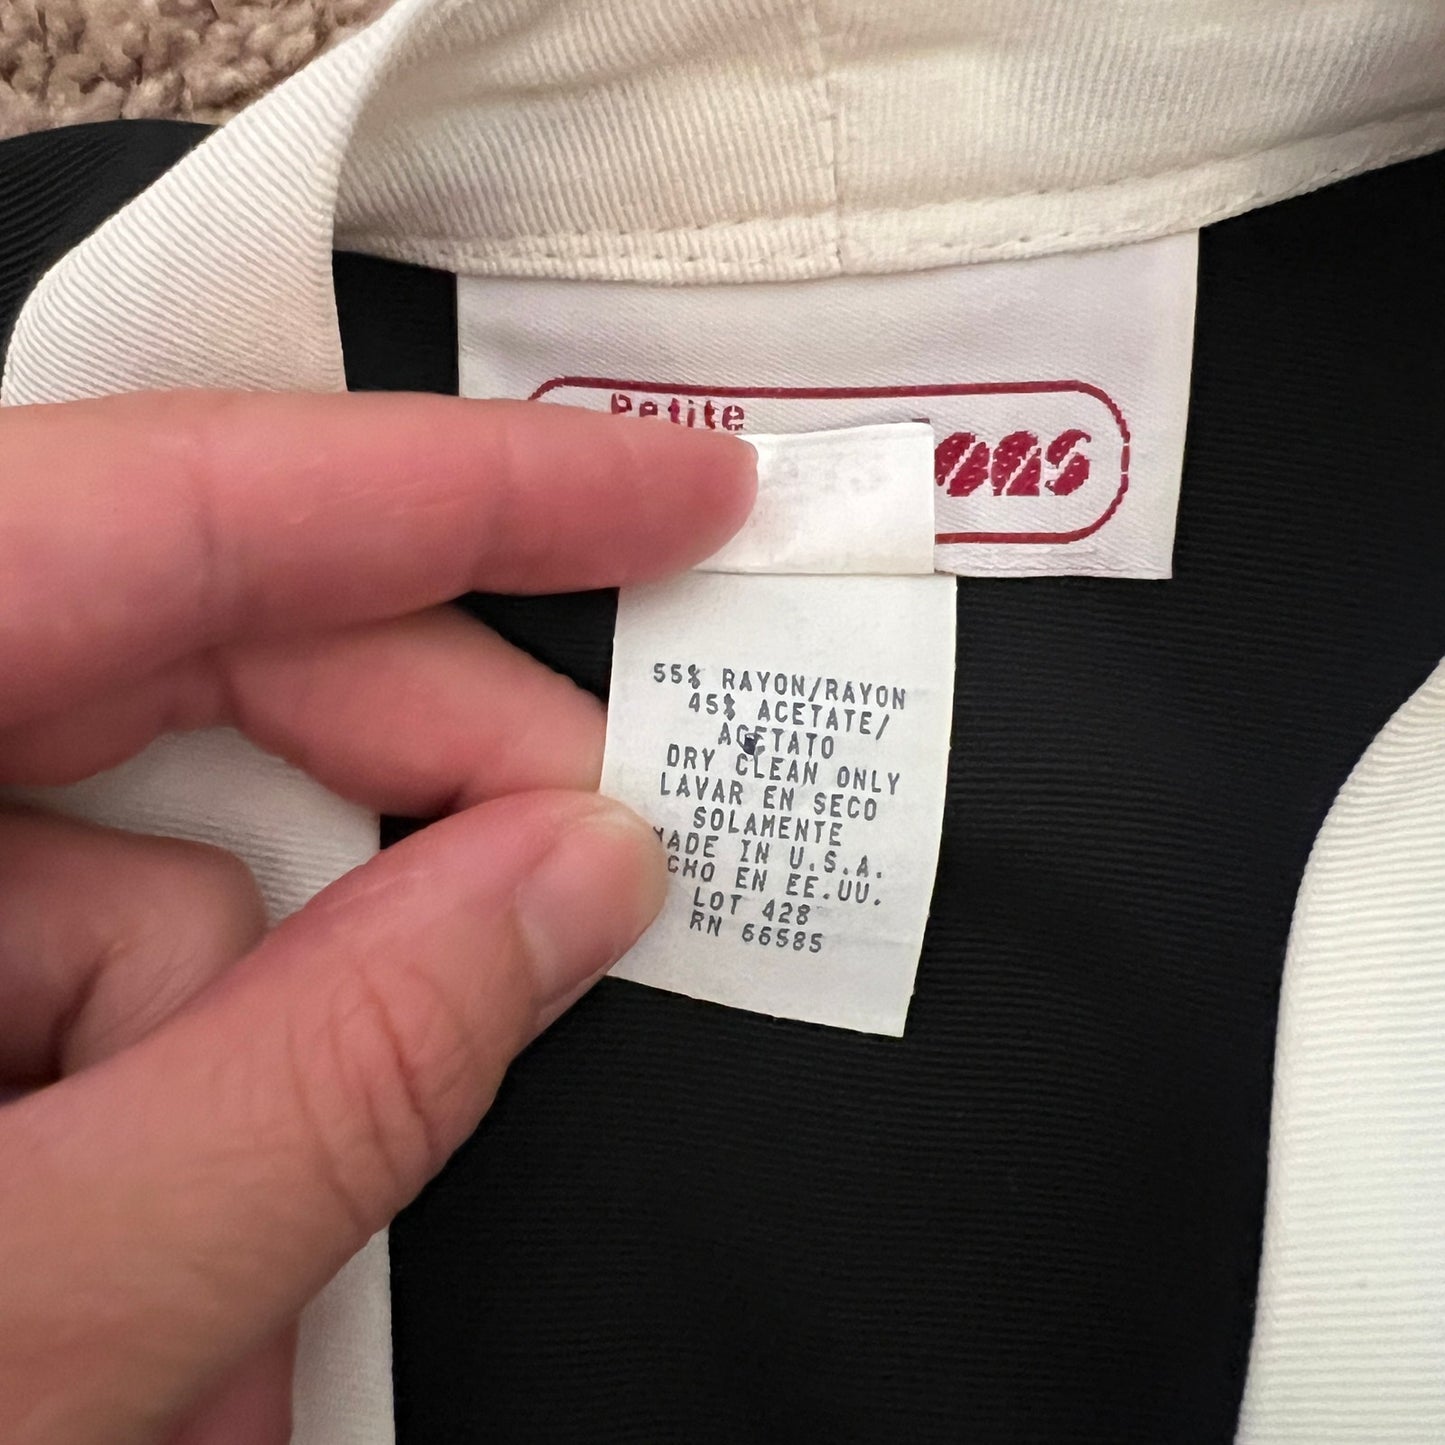 Petite
55% RAYON/RAYON
45% ACETATE/
ACETATO
DRY CLEAN ONLY
LAVAR EN SECO
SOLAMENTE
MADE IN U.S.A.
CHO EN EE.UU.
LOT 428
RN 66585